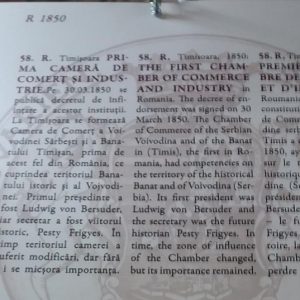 R 1850
58. R. Timișoara PRI-
MA CAMERĂ DE
COMERȚ ȘI INDUS-
TRIE. Pe 30.03.1850 se
publică decretul de înfi-
ințare a acestor instituții.
La Timișoara se formează
Camera de Comerț a Voi-
vodinei Sârbești și a Bana-
tului Timișan, prima de
acest fel din România, ce
cuprindea teritoriul Bana-
tului istoric și al Vojvodi-
nei. Primul președinte a
fost Ludwig von Bersuder,
iar secretar a fost viitorul
istoric, Pesty Frigyes. În
timp teritoriul camerei a
suferit modificări, dar fără
a i se micșora importanța.
58. R. Timișoara, 1850:
THE FIRST CHAM-
BER OF COMMERCE
AND INDUSTRY in
Romania. The decree of en-
dorsement was signed on 30
March 1850. The Chamber
of Commerce of the Serbian
Voivodina and of the Banat
(in Timiș), the first in Ro-
mania, had competencies on
the territory of the historical
Banat and of Voivodina (Ser-
bia). Its first president was
Ludwig von Bersuder and
the secretary was the future
historian Pesty Frigyes. In
time, the zone of influence
of the Chamber changed,
but its importance remained.
58. R. Tim
PREMIÈ
BRE DE
ET D'I